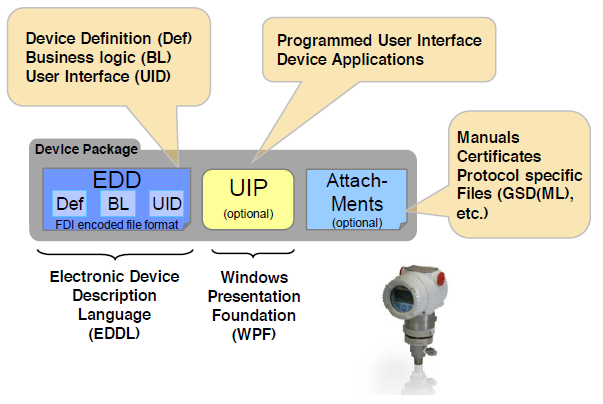 Device Definition (Def)
Business logic (BL)
User Interface (UID)
Programmed User Interface
Device Applications
Manuals
Certificates
Protocol specific
Files (GSD(ML),
etc.)
Device Package
EDD
Def
BL
UID
FDI encoded file format
UIP
(optional)
Attach-
Ments
(optional)
Electronic Device
Description
Language
(EDDL)
Windows
Presentation
Foundation
(WPF)